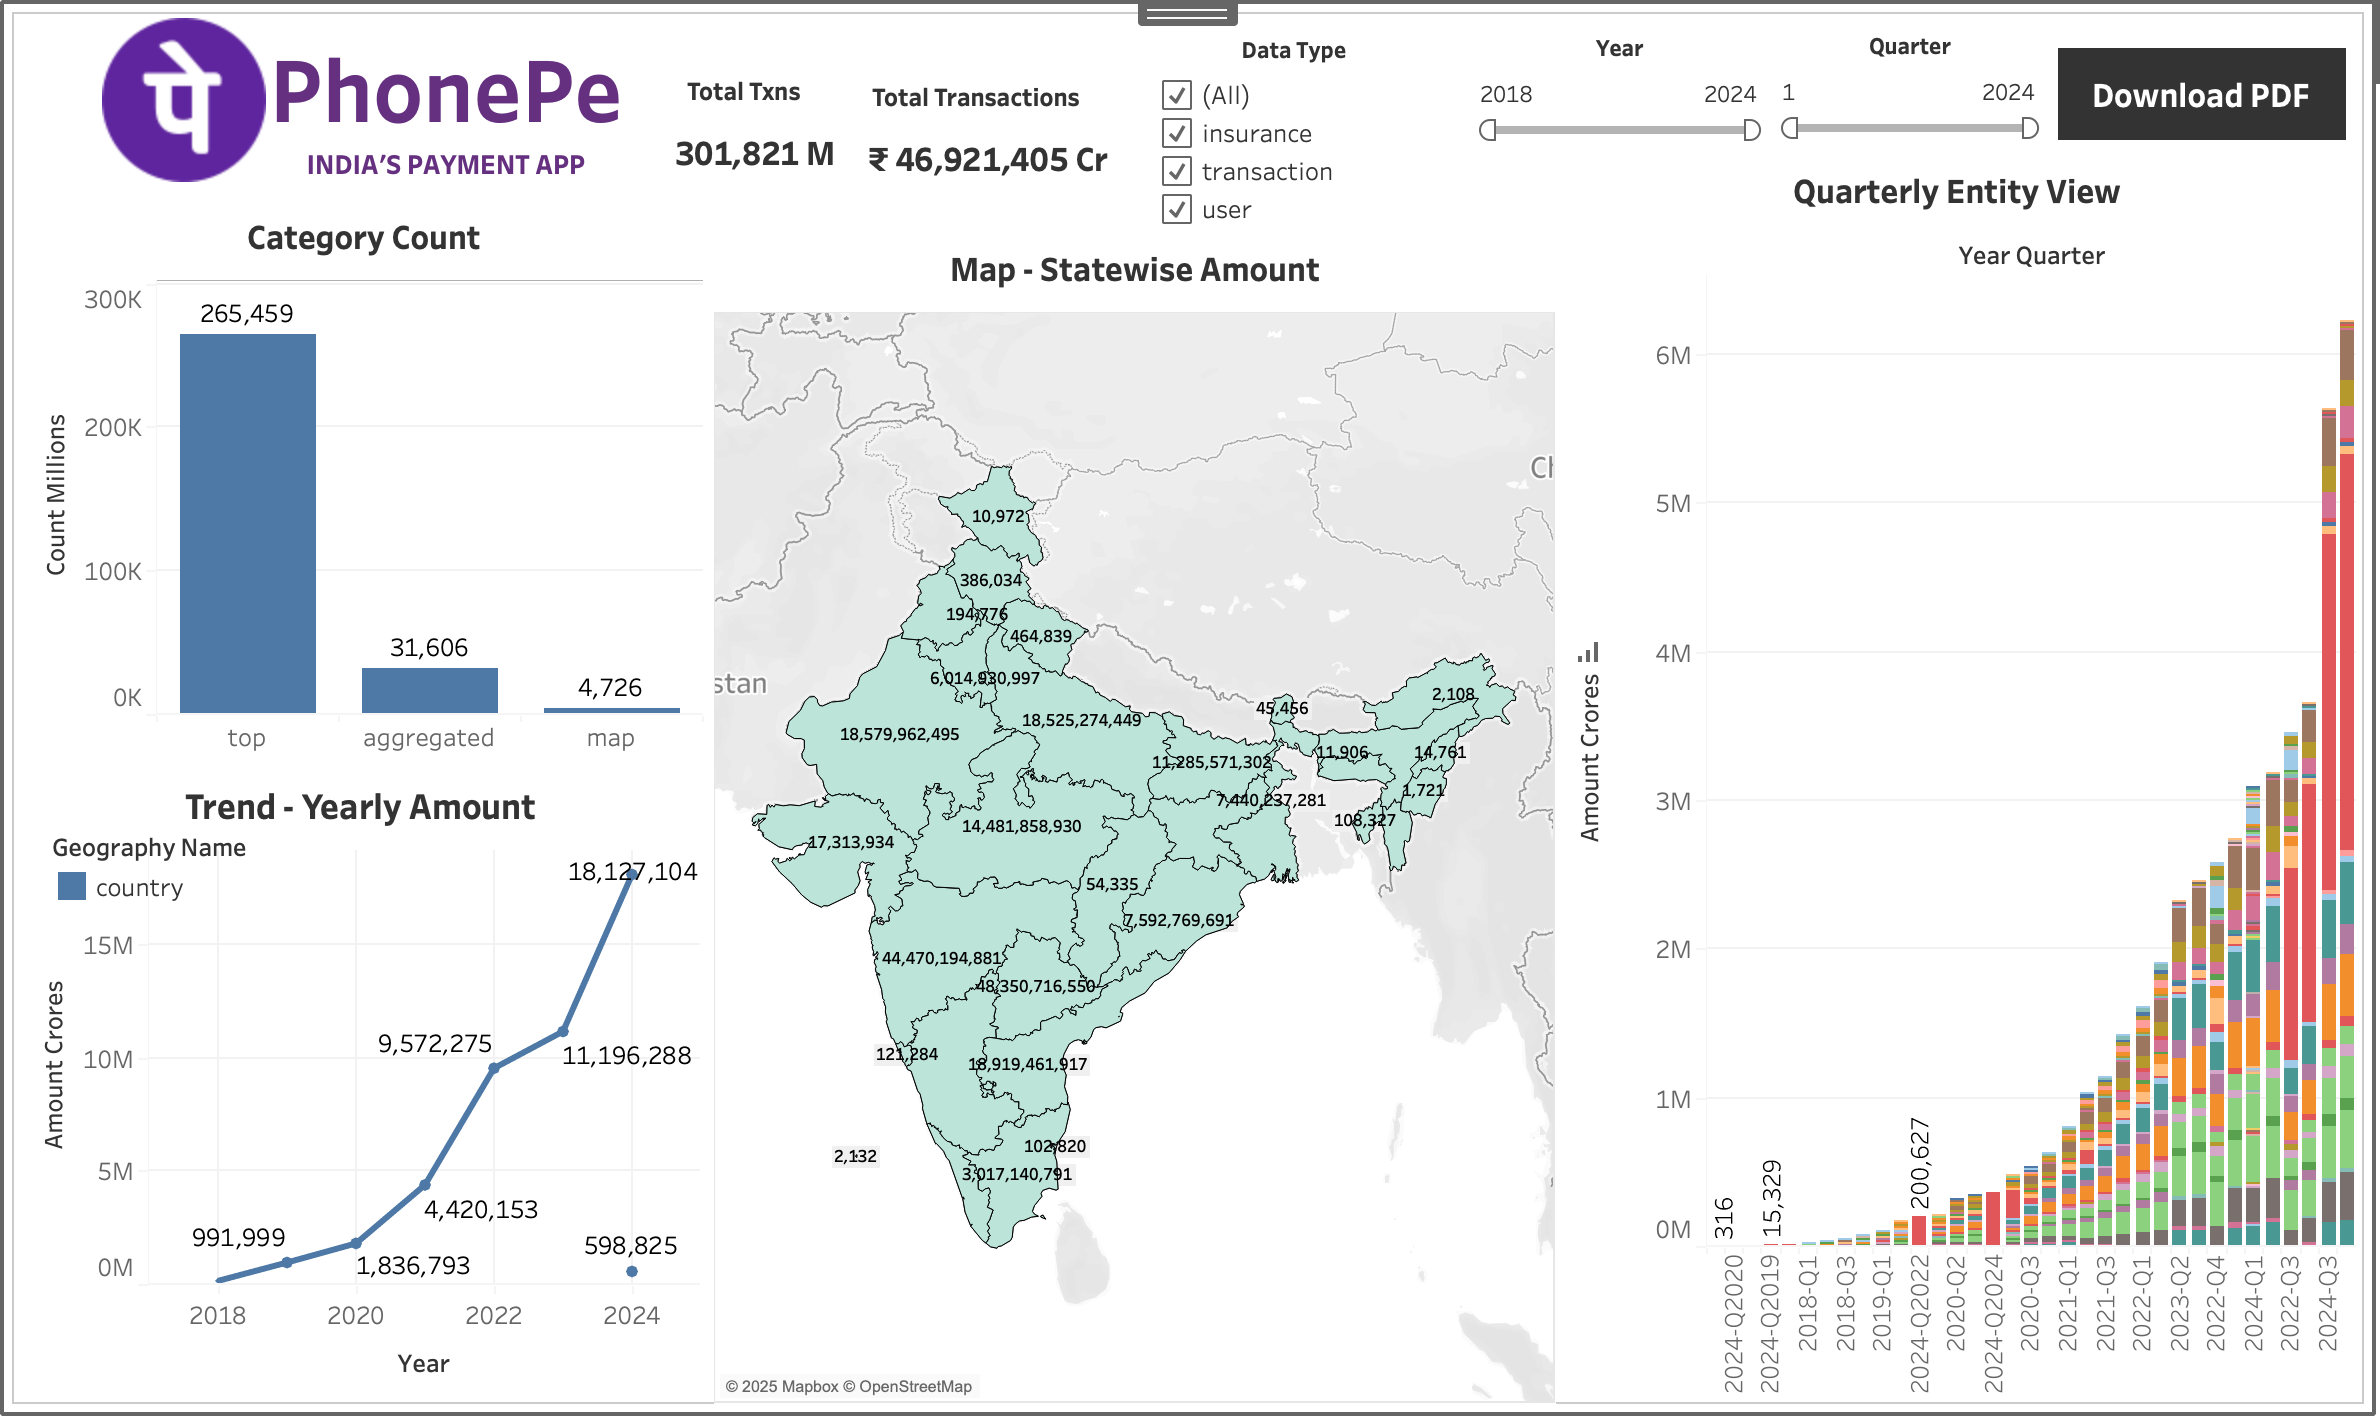 पे
PhonePe
INDIA'S PAYMENT APP
Total Txns
301,821 M
Total Transactions
₹ 46,921,405 Cr
Data Type
(All)
insurance
transaction
user
Year
2018 2024
Quarter
1 2024
Download PDF
Category Count
Count Millions
300K
200K
100K
0K
265,459
31,606
4,726
top
aggregated
map
Trend - Yearly Amount
Geography Name
country
Amount Crores
15M
10M
5M
0M
991,999
1,836,793
4,420,153
9,572,275
11,196,288
18,127,104
598,825
2018
2020
2022
2024
Year
Map - Statewise Amount
stan
Ch
10,972
386,034
194,776
464,839
6,014,930,997
18,579,962,495
18,525,274,449
45,456
2,108
11,285,571,302
11,906
14,761
1,721
7,440,237,281
108,327
14,481,858,930
17,313,934
54,335
7,592,769,691
44,470,194,881
48,350,716,550
121,284
18,919,461,917
2,132
102,820
3,017,140,791
© 2025 Mapbox © OpenStreetMap
Quarterly Entity View
Year Quarter
Amount Crores
6M
5M
4M
3M
2M
1M
0M
316
15,329
200,627
2024-Q2020
2024-Q2019
2018-Q1
2018-Q3
2019-Q1
2024-Q2022
2020-Q2
2024-Q2024
2020-Q3
2021-Q1
2021-Q3
2022-Q1
2023-Q2
2022-Q4
2024-Q1
2022-Q3
2024-Q3